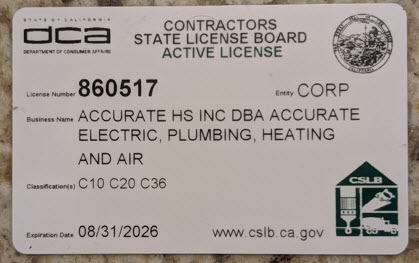 STATE OF CALIFORNIA
dca
DEPARTMENT OF CONSUMER AFFAIRS
CONTRACTORS
STATE LICENSE BOARD
ACTIVE LICENSE
License Number 860517
Entity CORP
Business Name ACCURATE HS INC DBA ACCURATE
ELECTRIC, PLUMBING, HEATING
AND AIR
Classification(s) C10 C20 C36
CSLB
Expiration Date 08/31/2026
www.cslb.ca.gov